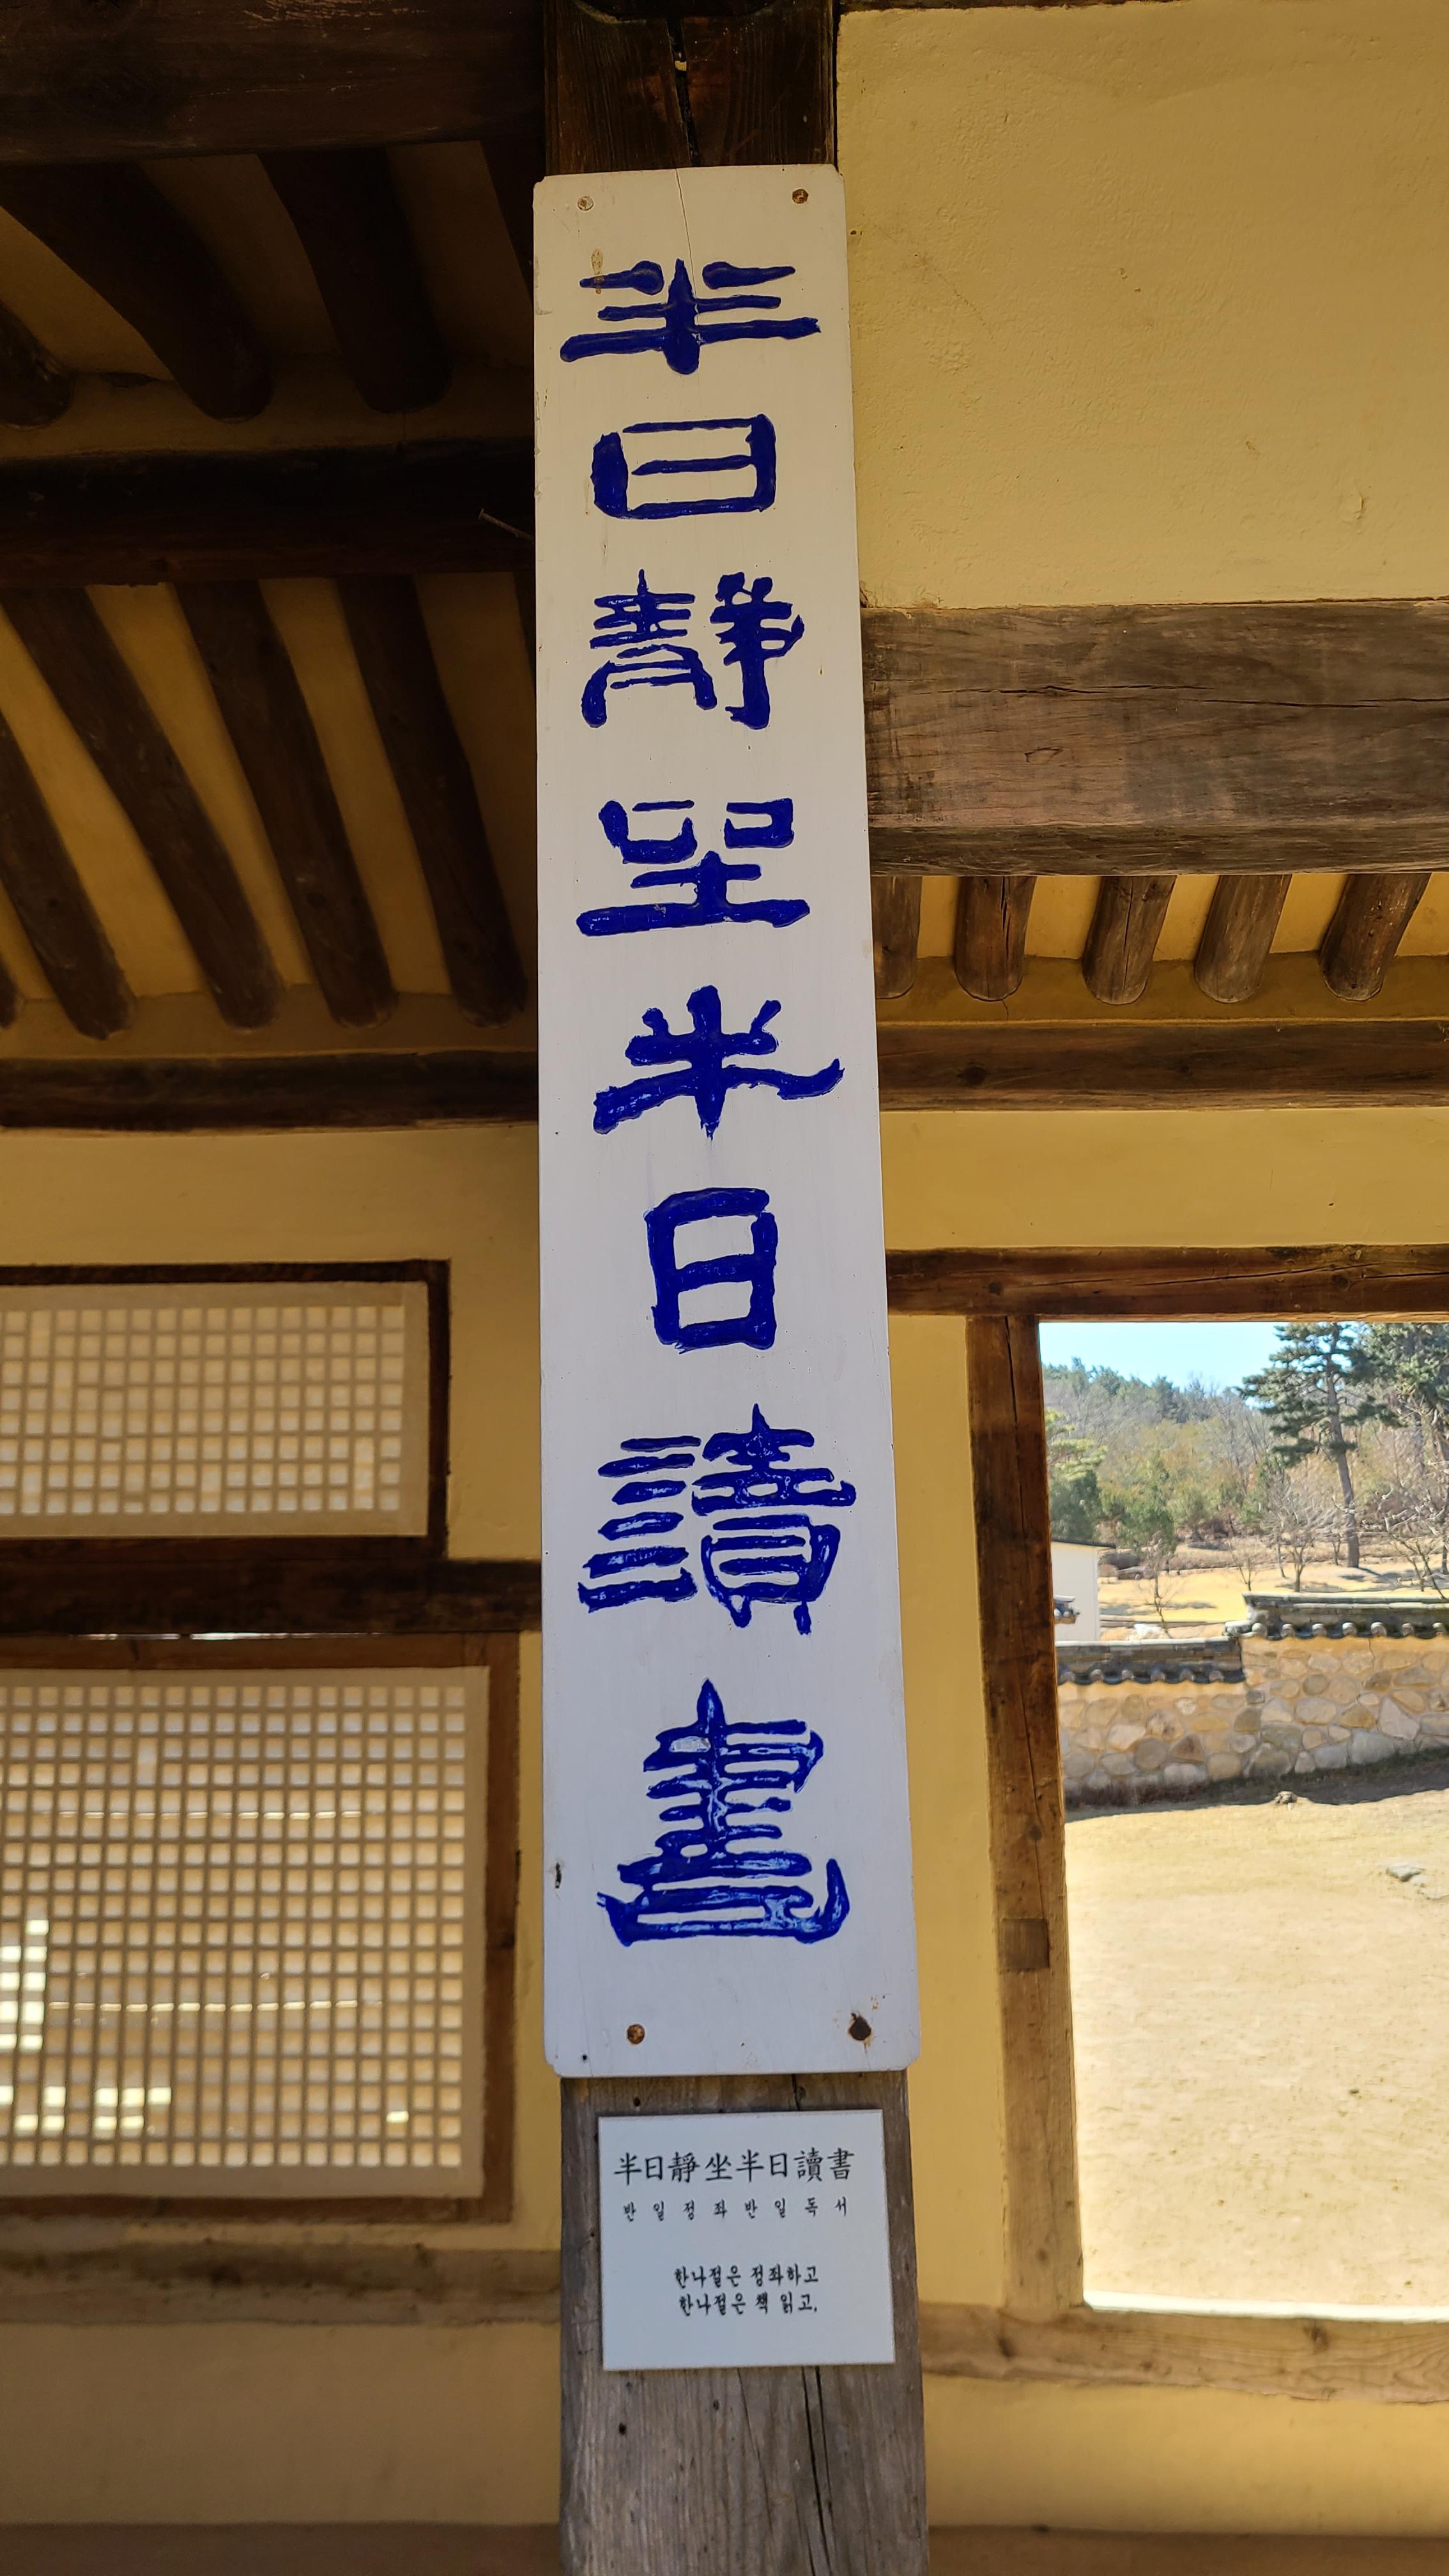 半日靜坐半日讀書
半日靜坐半日讀書
반일정좌반일독서
한나절은 정좌하고
한나절은 책 읽고,